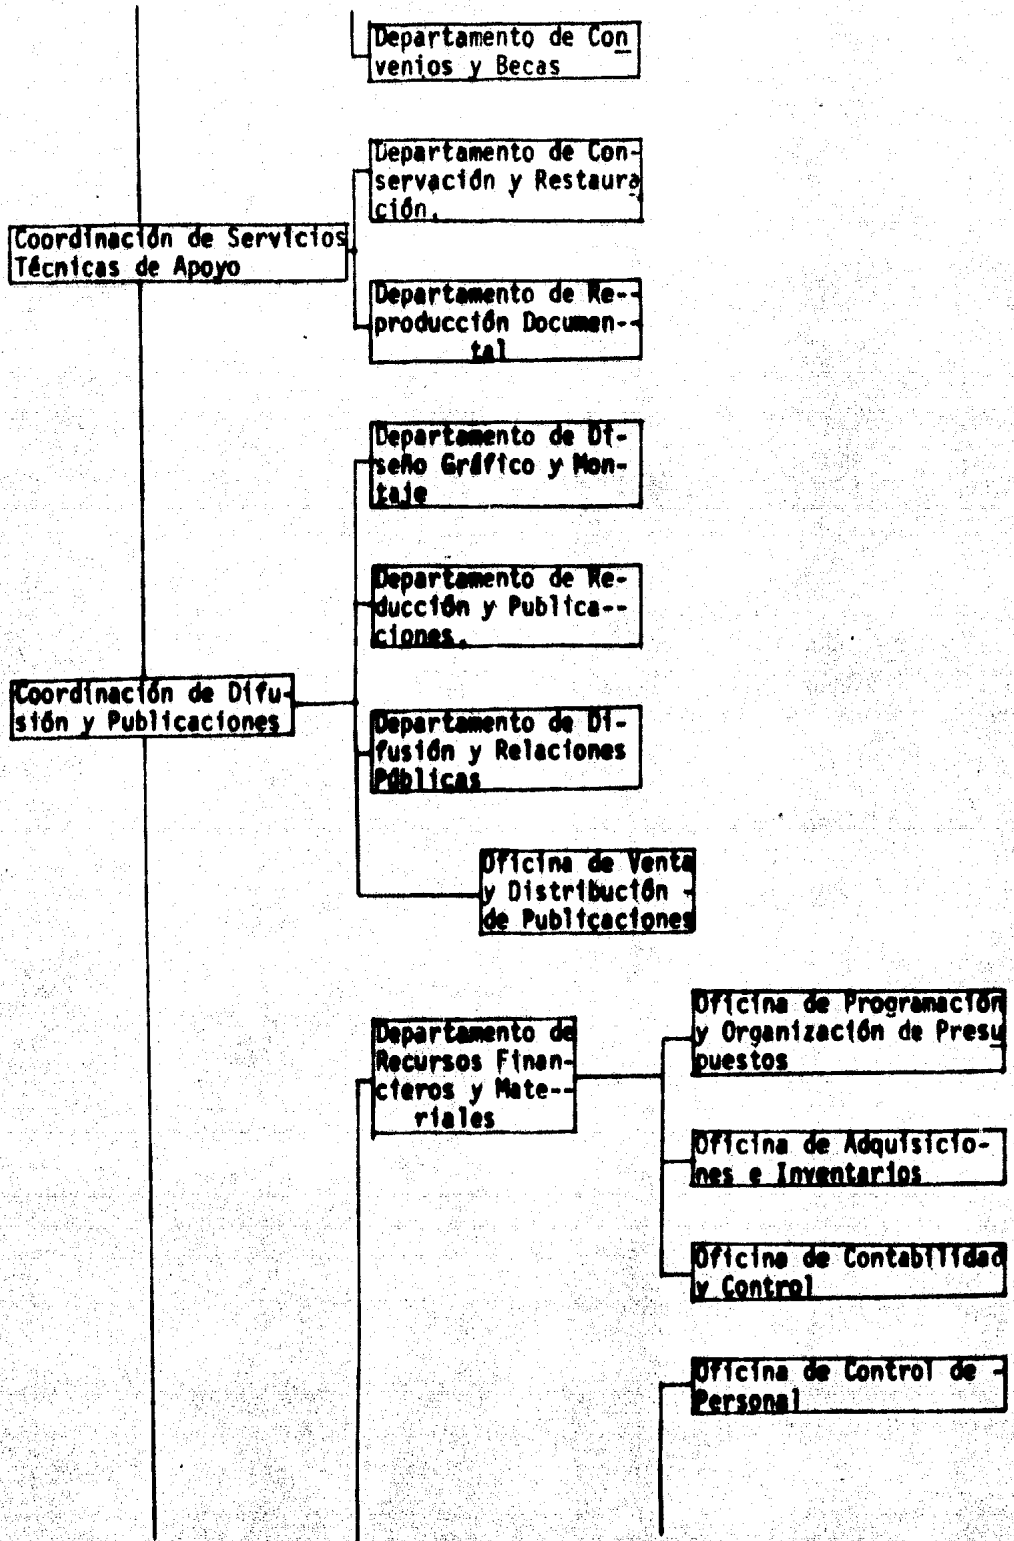 Departamento de Con
venios y Becas
Departamento de Con-
servación y Restaura
ción.
Coordinación de Servicios
Técnicas de Apoyo
Departamento de Re--
producción Documen--
tal
Departamento de Di-
seño Gráfico y Mon-
taje
Departamento de Re-
ducción y Publica--
ciones.
Coordinación de Difu-
sión y Publicaciones
Departamento de Di-
fusión y Relaciones
Públicas
Oficina de Venta
y Distribución -
de Publicaciones
Departamento de
Recursos Finan-
cieros y Mate--
riales
Oficina de Programación
y Organización de Presu
puestos
Oficina de Adquisicio-
nes e Inventarios
Oficina de Contabilidad
y Control
Oficina de Control de -
Personal